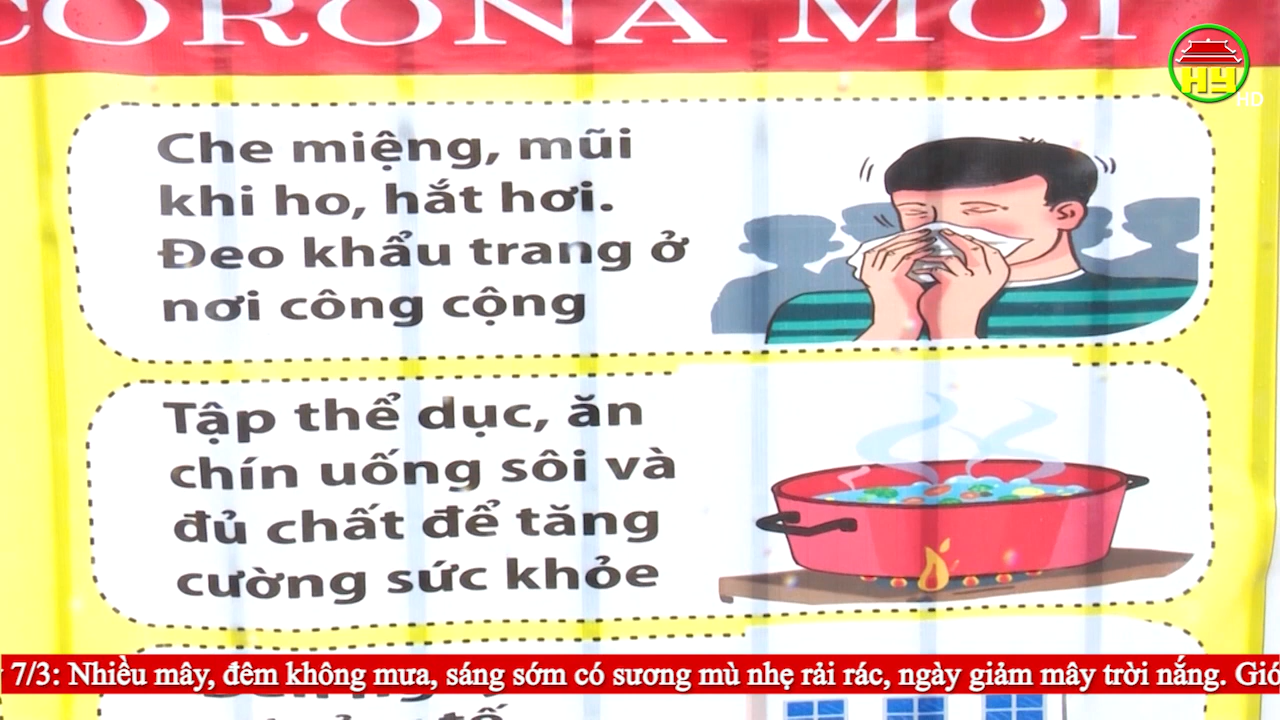 CORONA MỚI
HY
HD
Che miệng, mũi
khi ho, hắt hơi.
Đeo khẩu trang ở
nơi công cộng
Tập thể dục, ăn
chín uống sôi và
đủ chất để tăng
cường sức khỏe
7/3: Nhiều mây, đêm không mưa, sáng sớm có sương mù nhẹ rải rác, ngày giảm mây trời nắng. Gió